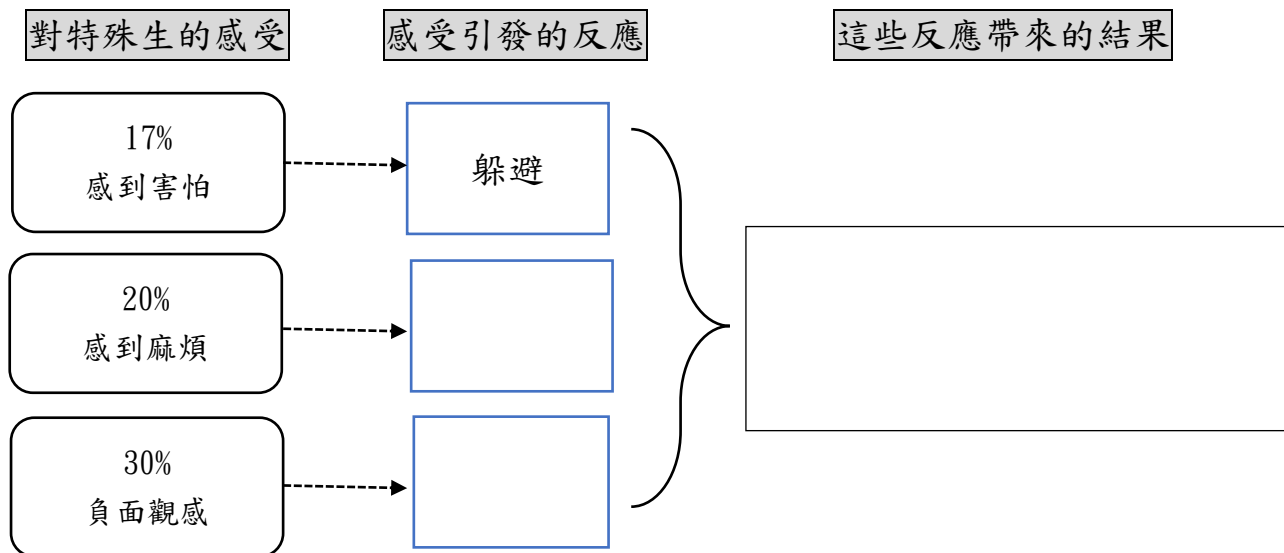 對特殊生的感受
感受引發的反應
這些反應帶來的結果
17%
感到害怕
躲避
20%
感到麻煩
30%
負面觀感